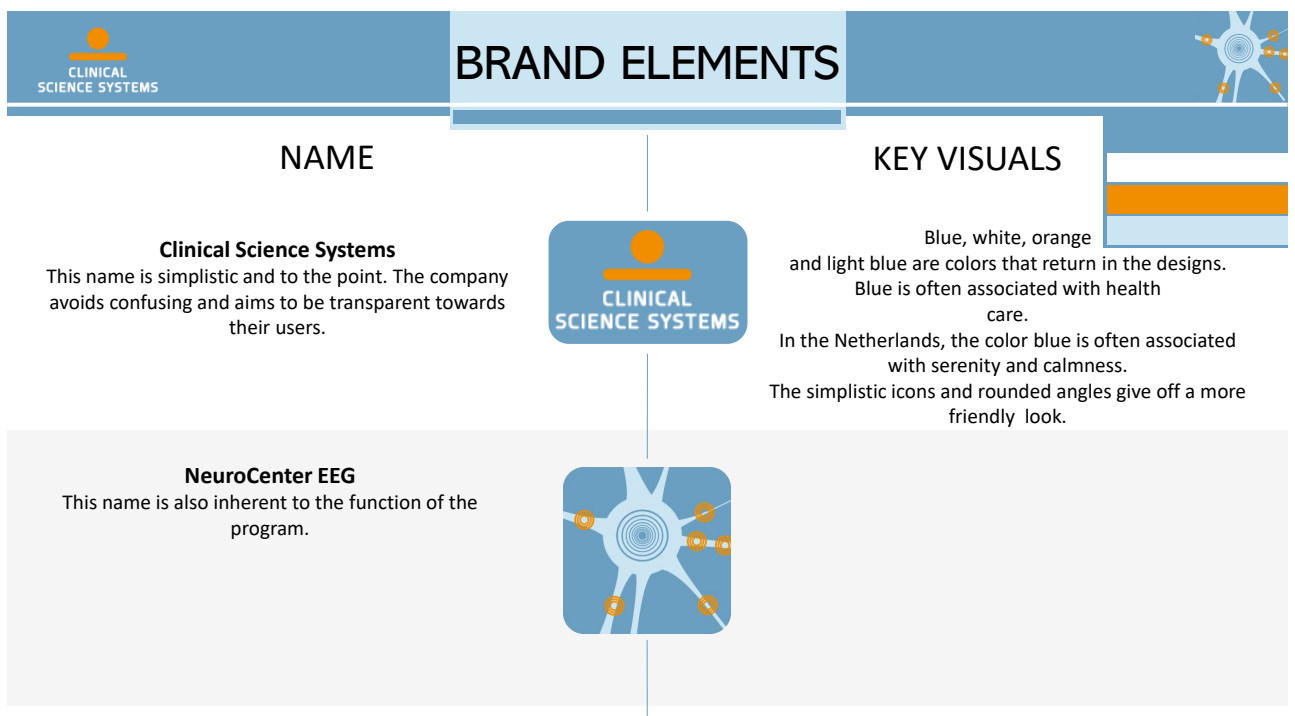 CLINICAL
SCIENCE SYSTEMS
BRAND ELEMENTS
NAME
KEY VISUALS
Clinical Science Systems
This name is simplistic and to the point. The company
avoids confusing and aims to be transparent towards
their users.
CLINICAL
SCIENCE SYSTEMS
Blue, white, orange
and light blue are colors that return in the designs.
Blue is often associated with health
care.
In the Netherlands, the color blue is often associated
with serenity and calmness.
The simplistic icons and rounded angles give off a more
friendly look.
NeuroCenter EEG
This name is also inherent to the function of the
program.